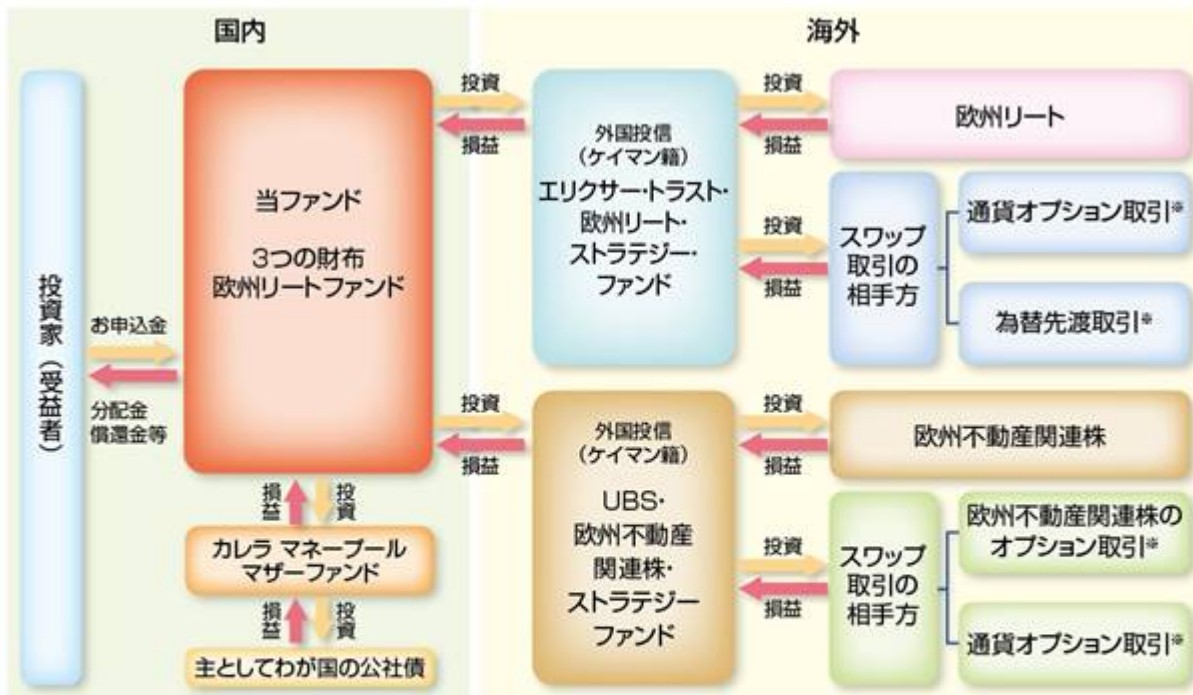 国内
海外
投資家(受益者)
お申込金
分配金
償還金等
当ファンド
3つの財布
欧州リートファンド
損益
投資
カレラ マネープール
マザーファンド
損益
投資
主としてわが国の公社債
投資
損益
外国投信
(ケイマン籍)
エリクサー・トラスト・
欧州リート・
ストラテジー・
ファンド
投資
損益
欧州リート
投資
損益
スワップ
取引の
相手方
通貨オプション取引※
為替先渡取引※
投資
損益
外国投信
(ケイマン籍)
UBS・
欧州不動産
関連株・
ストラテジー
ファンド
投資
損益
欧州不動産関連株
投資
損益
スワップ
取引の
相手方
欧州不動産関連株の
オプション取引※
通貨オプション取引※